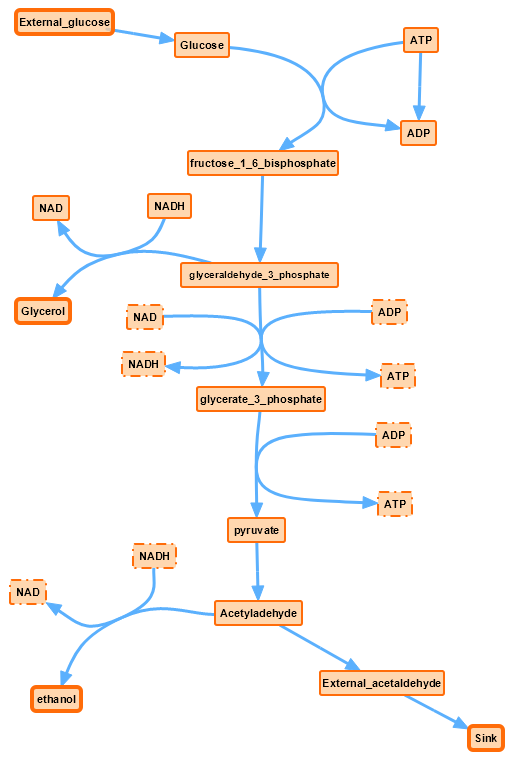 External_glucose
Glucose
ATP
ADP
fructose_1_6_bisphosphate
NAD
NADH
glyceraldehyde_3_phosphate
Glycerol
NAD
ADP
NADH
ATP
glycerate_3_phosphate
ADP
ATP
pyruvate
NADH
NAD
Acetyladehyde
External_acetaldehyde
ethanol
Sink